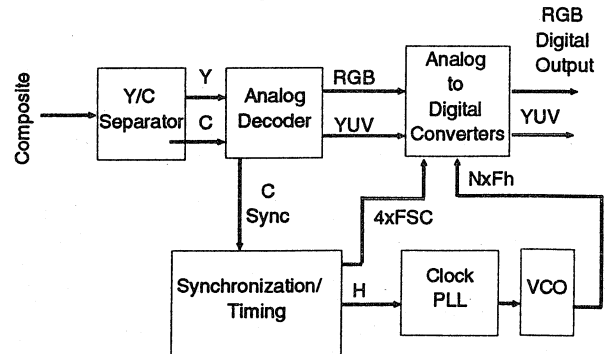 RGB
Digital
Output
Composite
Y/C
Separator
Y
C
Analog
Decoder
RGB
YUV
Analog
to
Digital
Converters
YUV
C
Sync
4xFSC
NxFh
Synchronization/
Timing
H
Clock
PLL
VCO